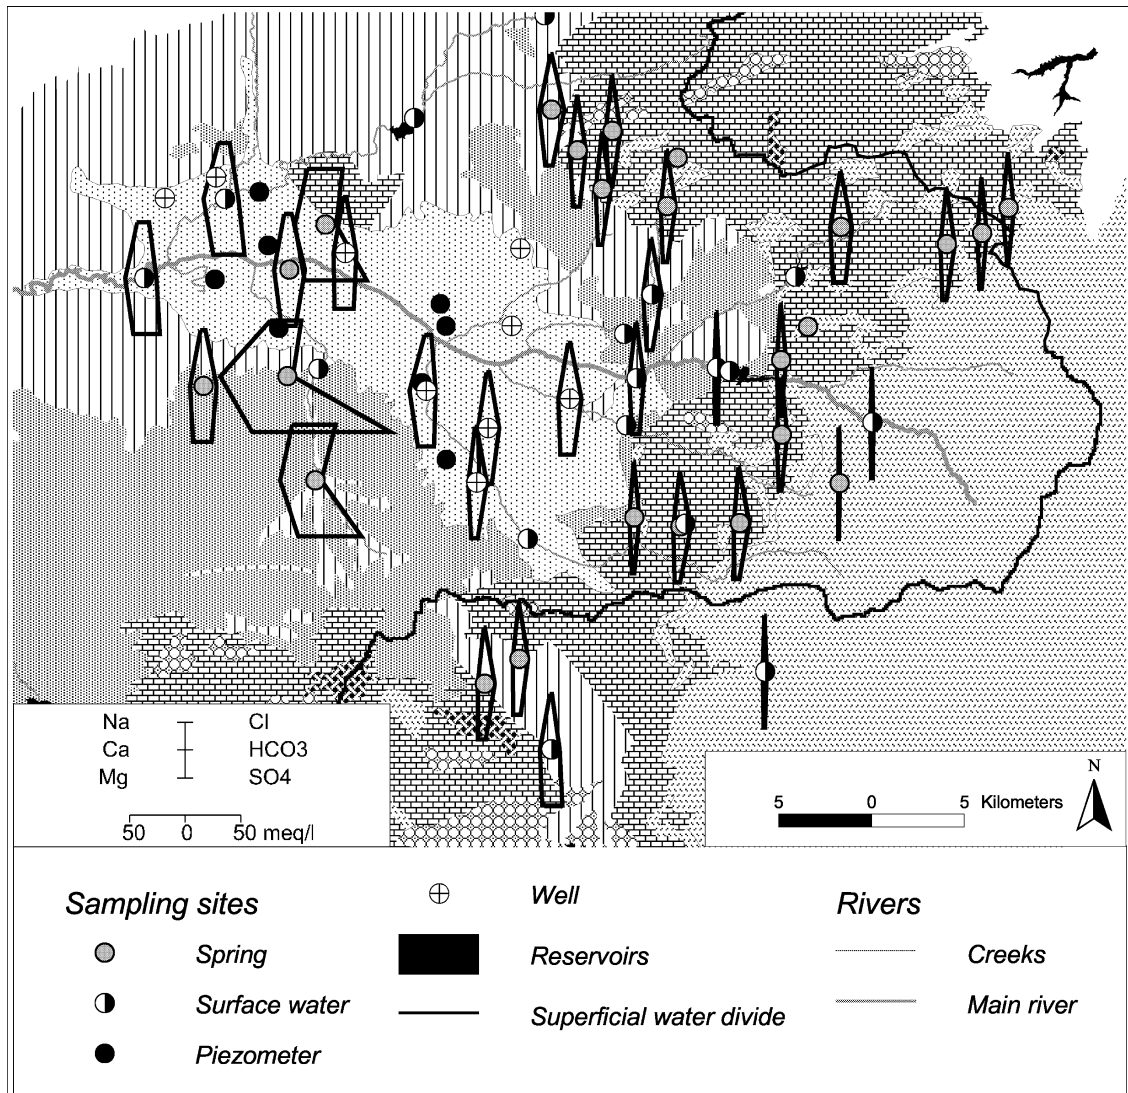 N
Na Cl
Ca HCO3
Mg SO4
50 0 50 meq/l
5 0 5 Kilometers
Sampling sites
Spring
Surface water
Piezometer
Well
Reservoirs
Superficial water divide
Rivers
Creeks
Main river